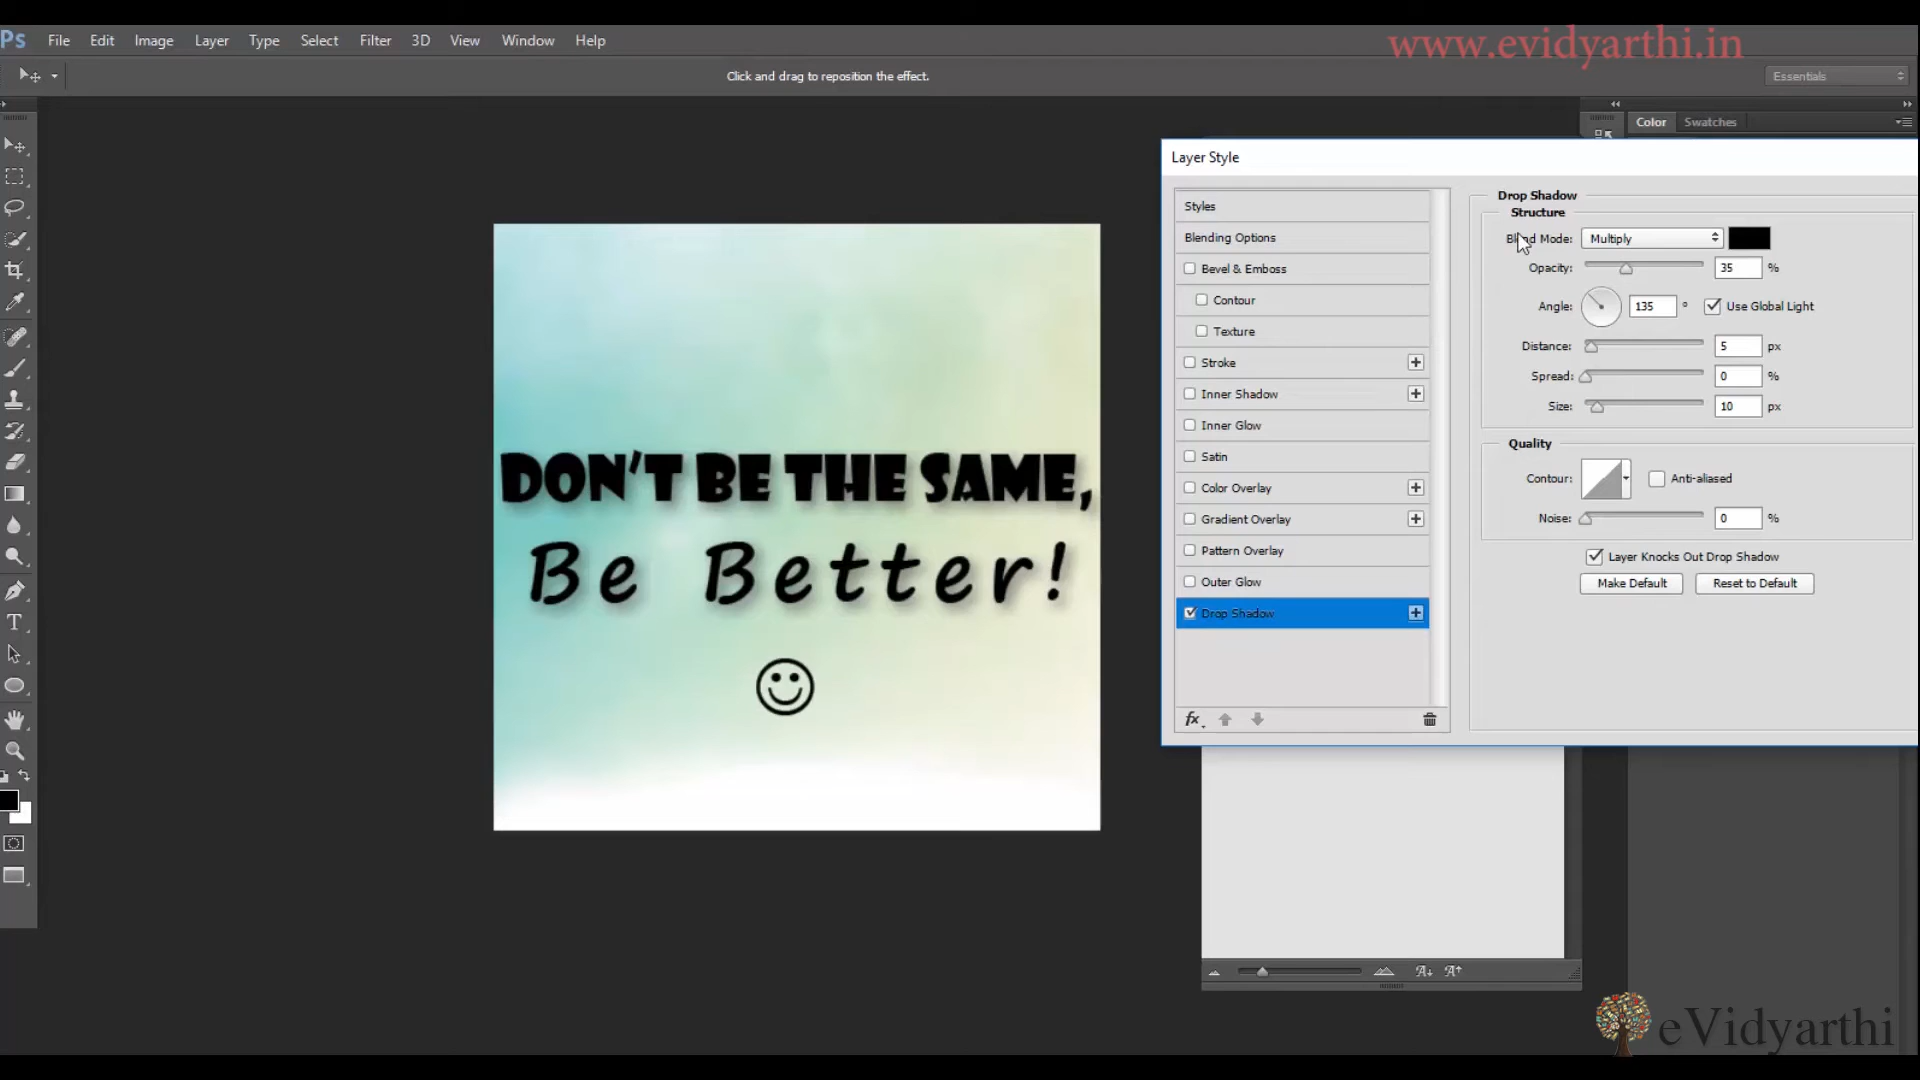 www.evidyarthi.in
Ps File Edit Image Layer Type Select Filter 3D View Window Help
Click and drag to reposition the effect.
Essentials
Color Swatches
Layer Style
Styles
Blending Options
Bevel & Emboss
Contour
Texture
Stroke
Inner Shadow
Inner Glow
Satin
Color Overlay
Gradient Overlay
Pattern Overlay
Outer Glow
Drop Shadow
fx
Drop Shadow
Structure
Blend Mode: Multiply
Opacity: 35 %
Angle: 135 ° Use Global Light
Distance: 5 px
Spread: 0 %
Size: 10 px
Quality
Contour: Anti-aliased
Noise: 0 %
Layer Knocks Out Drop Shadow
Make Default Reset to Default
DON'T BE THE SAME,
Be Better!
eVidyarthi